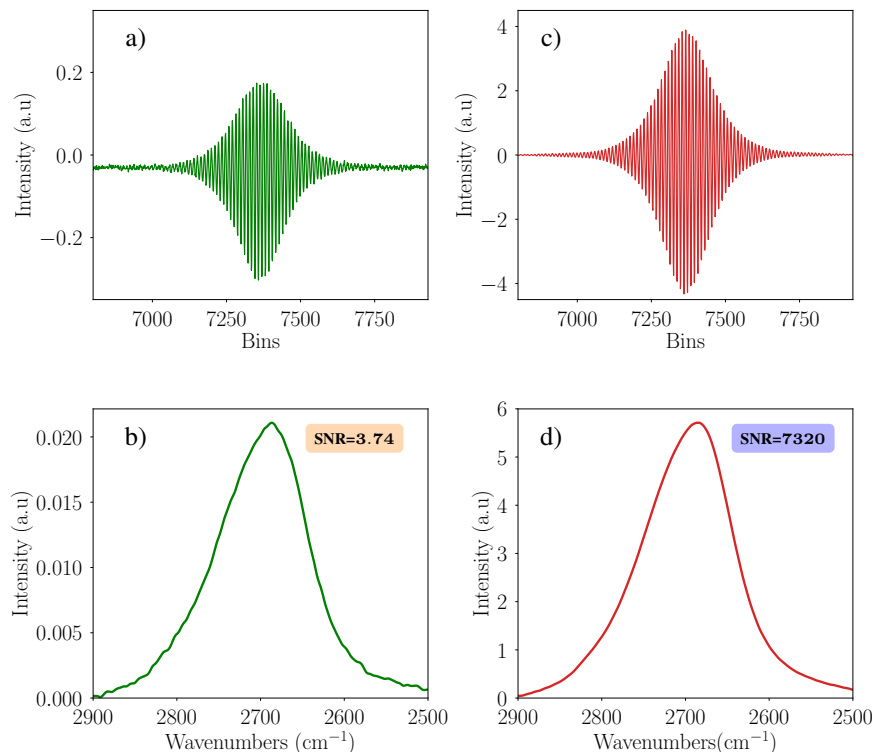 a)
Intensity (a.u)
0.2
0.0
−0.2
7000 7250 7500 7750
Bins
c)
Intensity (a.u)
4
2
0
−2
−4
7000 7250 7500 7750
Bins
b)
SNR=3.74
Intensity (a.u)
0.020
0.015
0.010
0.005
0.000
2900 2800 2700 2600 2500
Wavenumbers (cm⁻¹)
d)
SNR=7320
Intensity (a.u)
6
5
4
3
2
1
0
2900 2800 2700 2600 2500
Wavenumbers(cm⁻¹)